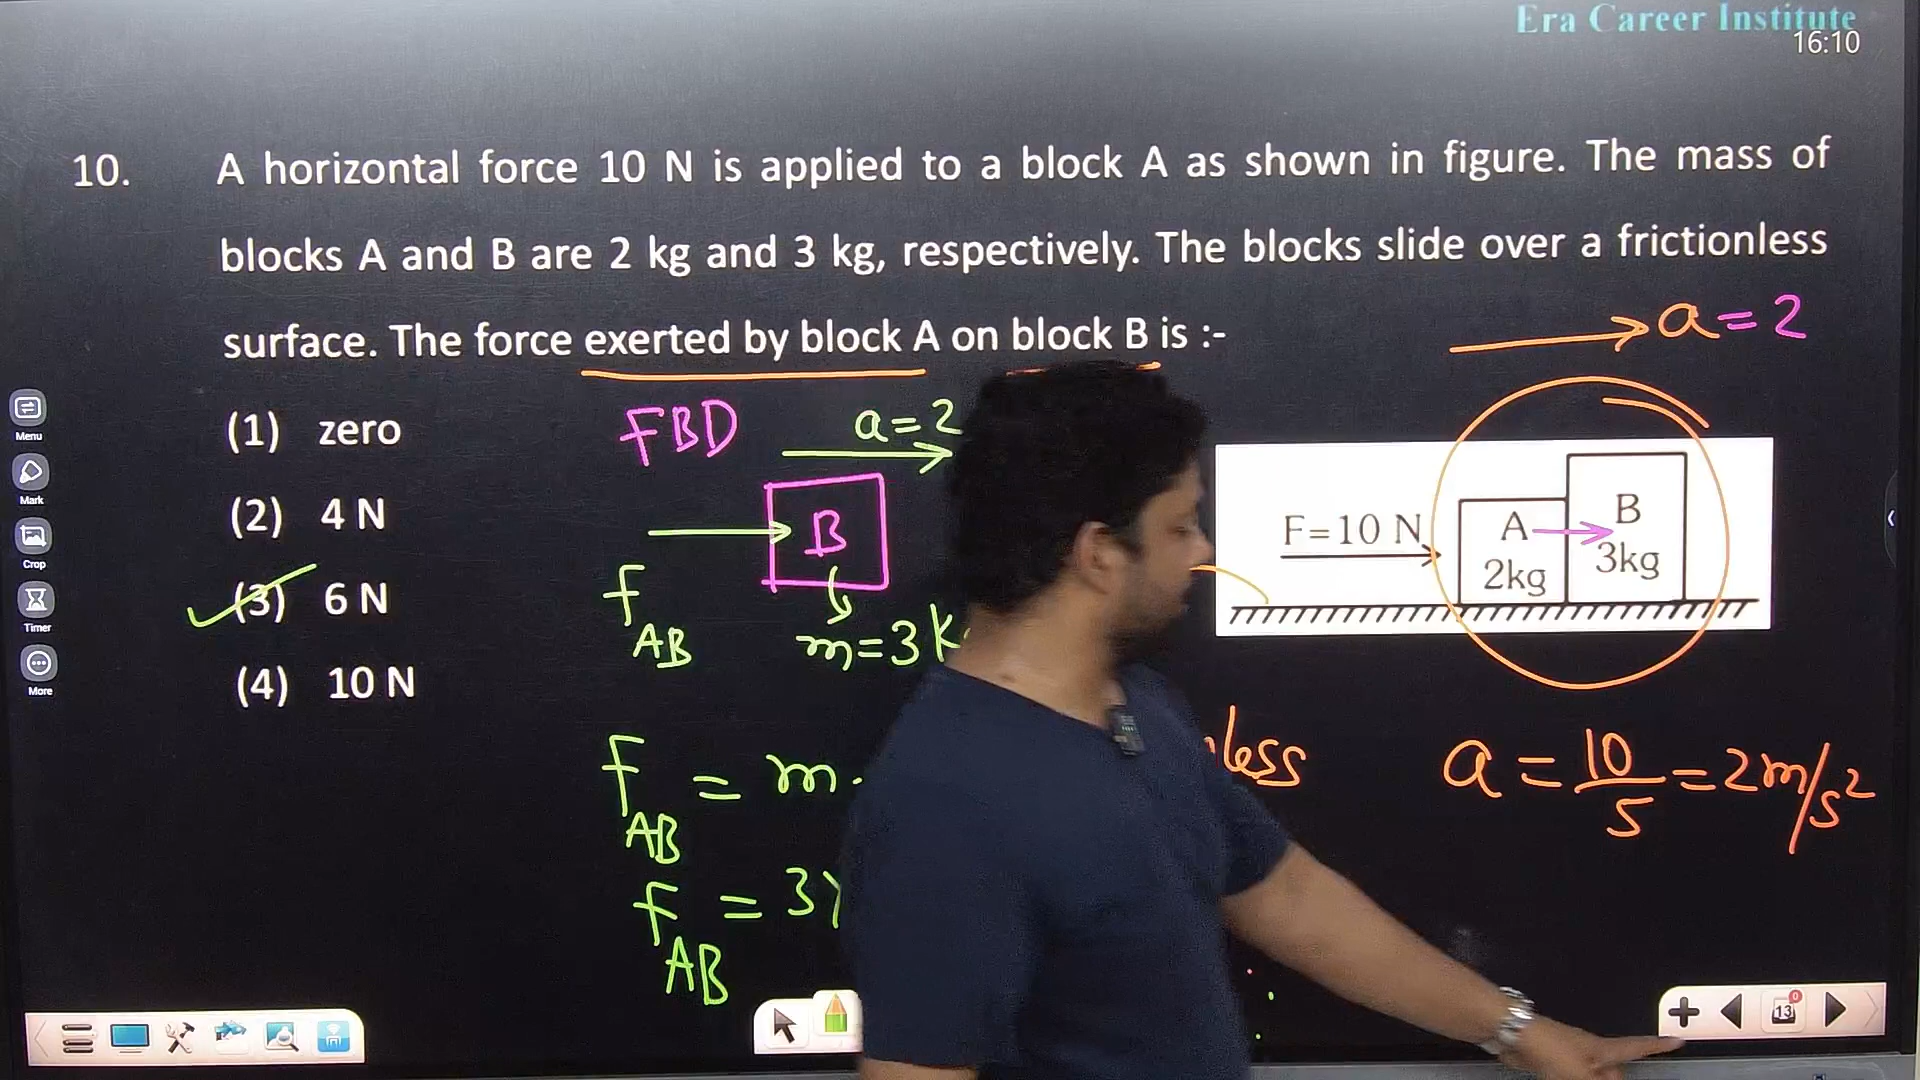 Era Career Institute
16:10
10. A horizontal force 10 N is applied to a block A as shown in figure. The mass of
blocks A and B are 2 kg and 3 kg, respectively. The blocks slide over a frictionless
surface. The force exerted by block A on block B is :-
a=2
(1) zero
(2) 4 N
(3) 6 N
(4) 10 N
FBD
a=2
B
F AB
m=3
F AB = m
F AB = 3
F=10 N
A
2kg
B
3kg
a = 10/5 = 2m/s²
Menu
Mark
Crop
Timer
More
13
0